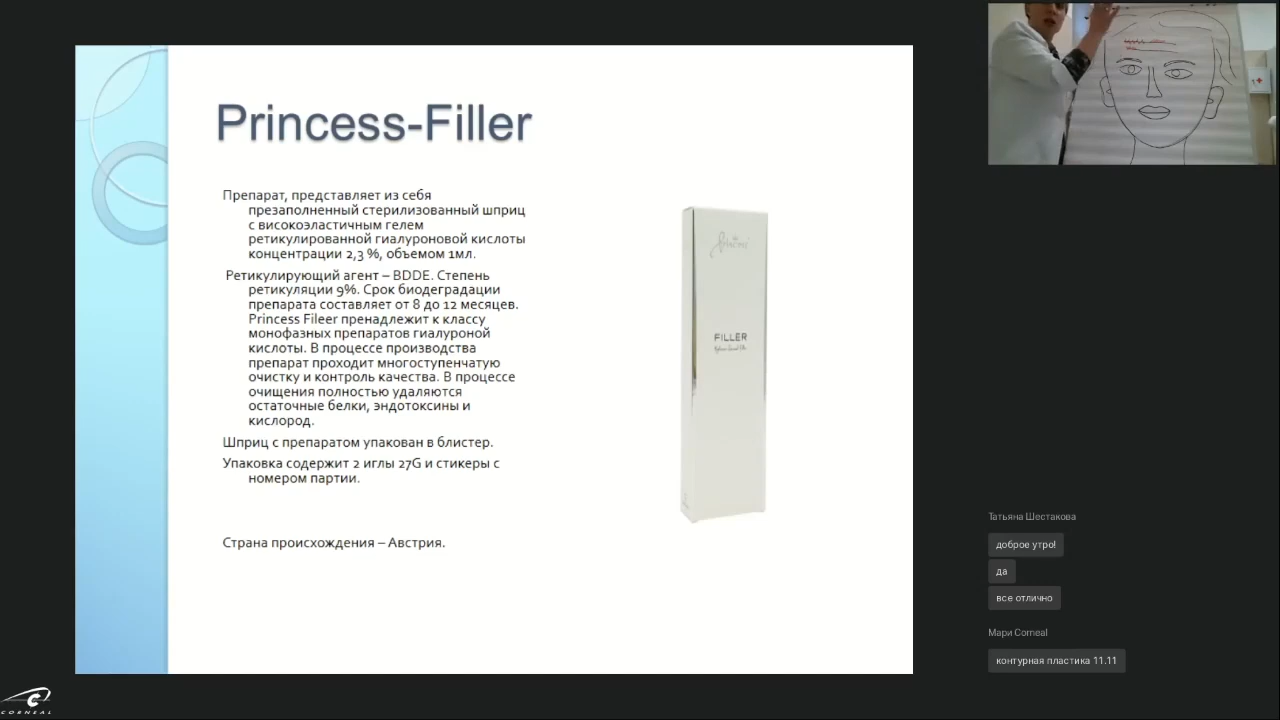 Princess-Filler
Препарат, представляет из себя
презаполненный стерилизованный шприц
с високоэластичным гелем
ретикулированной гиалуроновой кислоты
концентрации 2,3 %, объемом 1мл.
Ретикулирующий агент – BDDE. Степень
ретикуляции 9%. Срок биодеградации
препарата составляет от 8 до 12 месяцев.
Princess Fileer пренадлежит к классу
монофазных препаратов гиалуроной
кислоты. В процессе производства
препарат проходит многоступенчатую
очистку и контроль качества. В процессе
очищения полностью удаляются
остаточные белки, эндотоксины и
кислород.
Шприц с препаратом упакован в блистер.
Упаковка содержит 2 иглы 27G и стикеры с
номером партии.
Страна происхождения – Австрия.
FILLER
Татьяна Шестакова
доброе утро!
да
все отлично
Мари Corneal
контурная пластика 11.11
CORNEAL